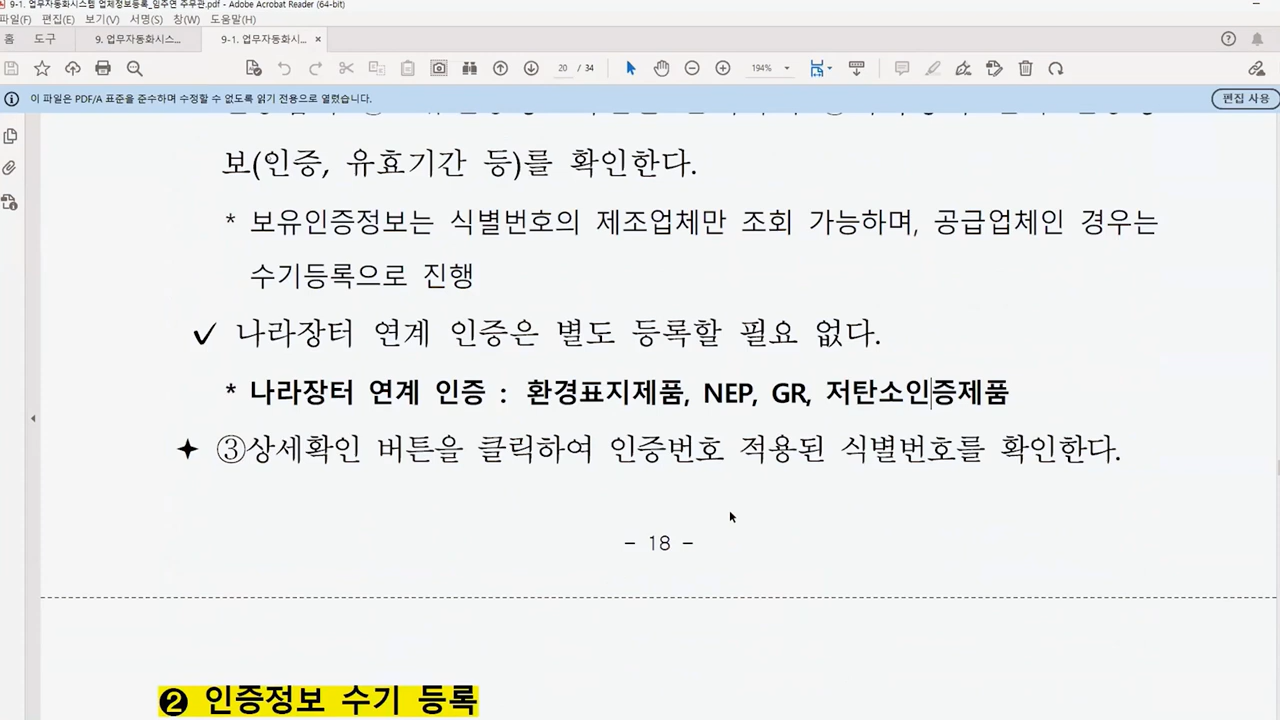 9-1. 업무자동화시스템 업체정보등록_임주연 주무관.pdf - Adobe Acrobat Reader (64-bit)
파일(F) 편집(E) 보기(V) 서명(S) 창(W) 도움말(H)
홈 도구 9. 업무자동화시스... 9-1. 업무자동화시... ×
20 / 34 194%
이 파일은 PDF/A 표준을 준수하며 수정할 수 없도록 읽기 전용으로 열렸습니다. 편집 사용
보(인증, 유효기간 등)를 확인한다.
* 보유인증정보는 식별번호의 제조업체만 조회 가능하며, 공급업체인 경우는
수기등록으로 진행
✓ 나라장터 연계 인증은 별도 등록할 필요 없다.
* 나라장터 연계 인증 : 환경표지제품, NEP, GR, 저탄소인증제품
✦ ③상세확인 버튼을 클릭하여 인증번호 적용된 식별번호를 확인한다.
- 18 -
❷ 인증정보 수기 등록